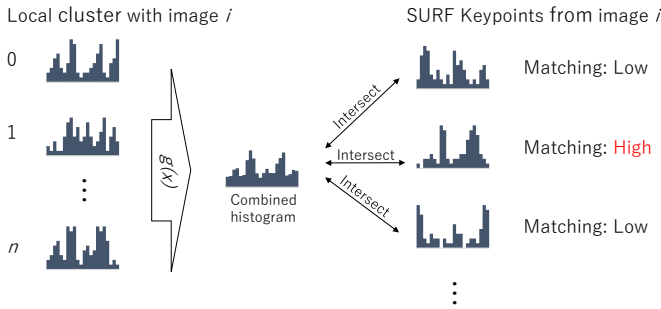 Local cluster with image i
SURF Keypoints from image i
0
Matching: Low
Intersect
1
g(x)
Intersect
Matching: High
Combined
histogram
Intersect
n
Matching: Low